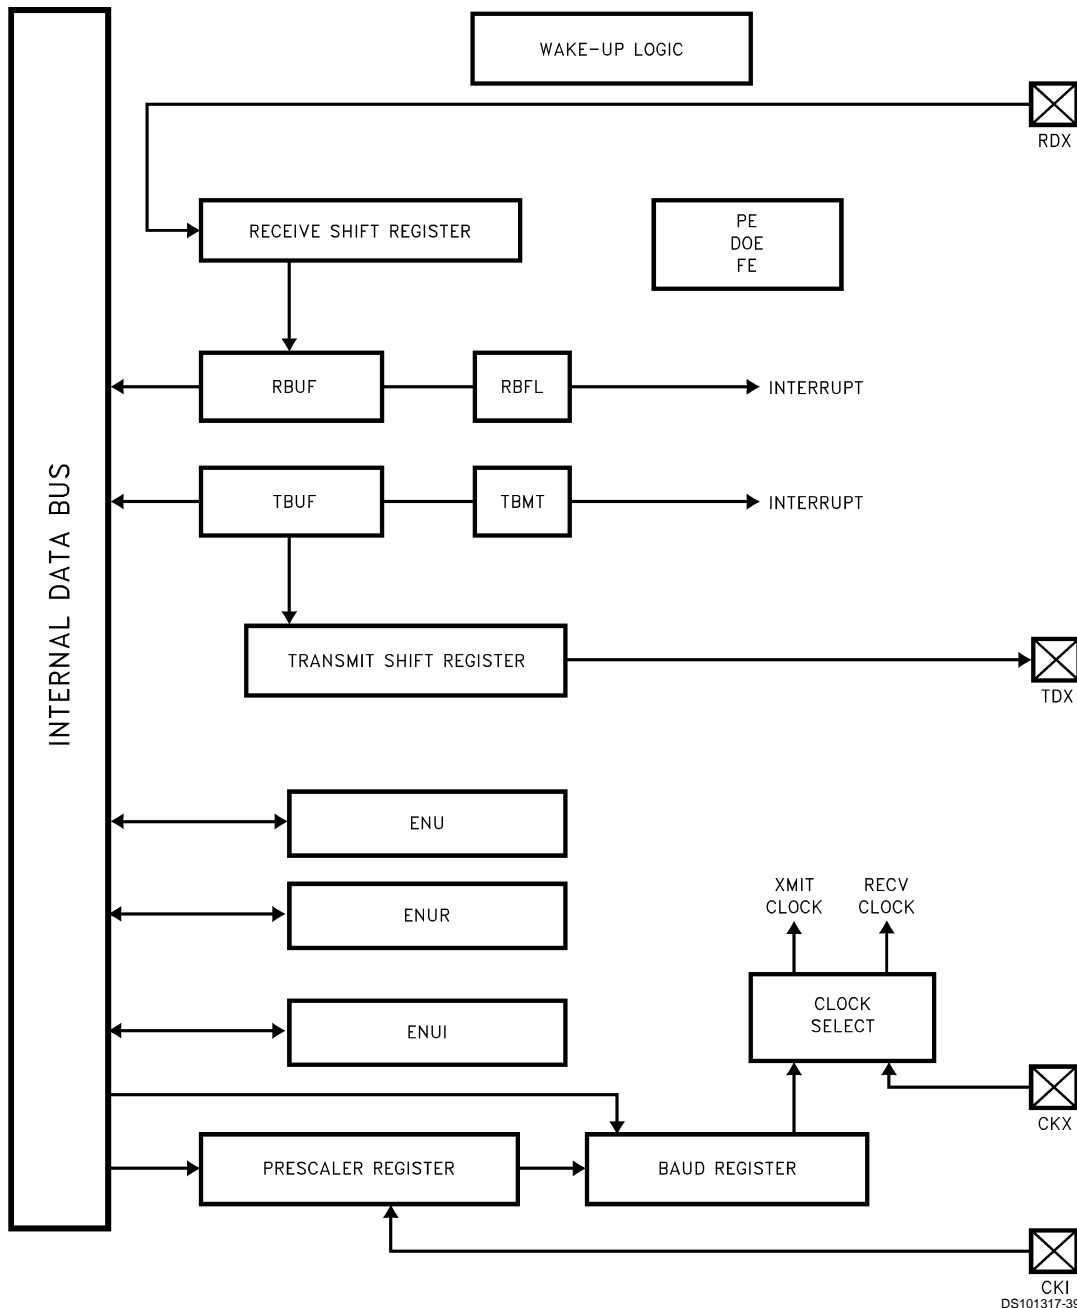 WAKE-UP LOGIC
RDX
RECEIVE SHIFT REGISTER
PE
DOE
FE
RBUF
RBFL
INTERRUPT
INTERNAL DATA BUS
TBUF
TBMT
INTERRUPT
TRANSMIT SHIFT REGISTER
TDX
ENU
ENUR
XMIT
CLOCK
RECV
CLOCK
CLOCK
SELECT
ENUI
CKX
PRESCALER REGISTER
BAUD REGISTER
CKI
DS101317-39